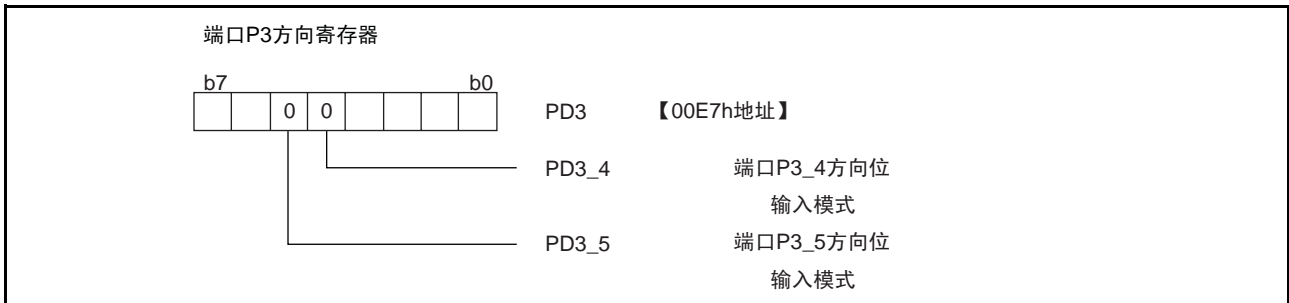 端口P3方向寄存器
b7 b0
0 0 PD3 【00E7h地址】
PD3_4 端口P3_4方向位
输入模式
PD3_5 端口P3_5方向位
输入模式